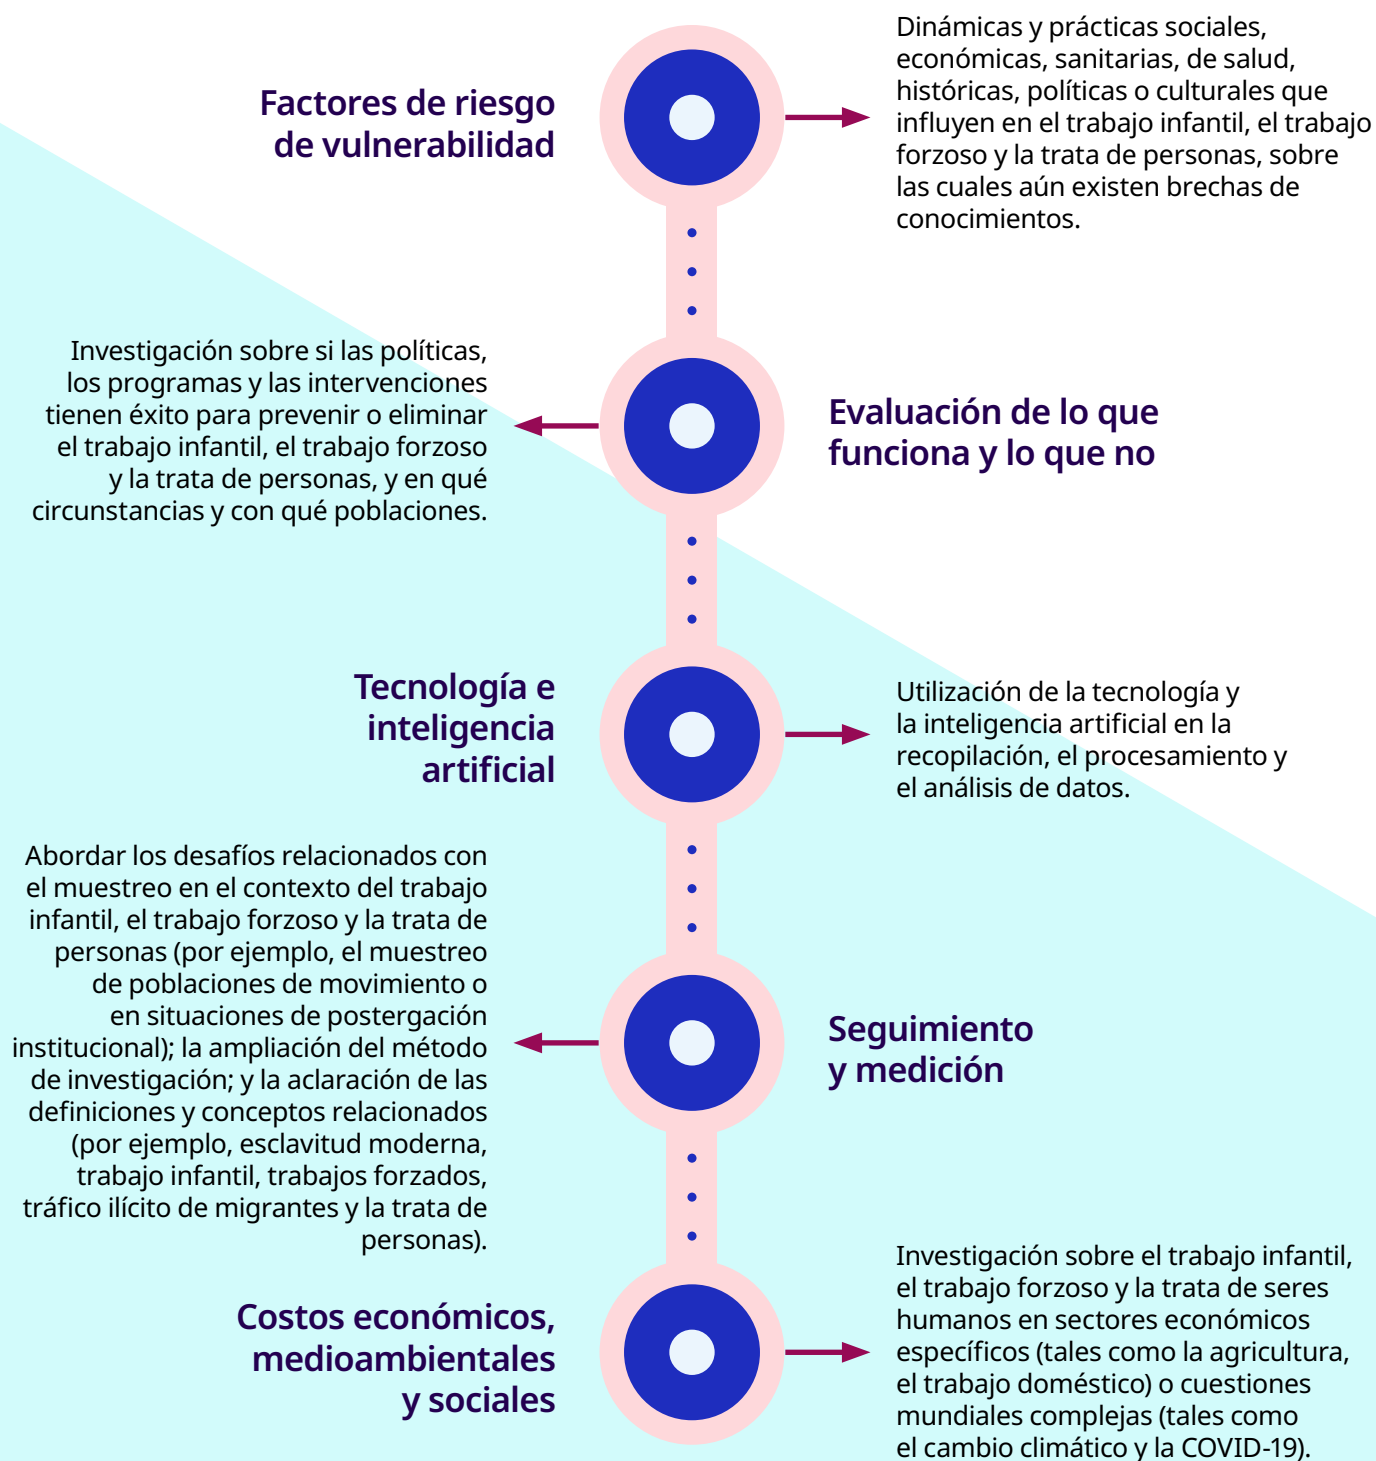 Factores de riesgo
de vulnerabilidad
Dinámicas y prácticas sociales,
económicas, sanitarias, de salud,
históricas, políticas o culturales que
influyen en el trabajo infantil, el trabajo
forzoso y la trata de personas, sobre
las cuales aún existen brechas de
conocimientos.
Evaluación de lo que
funciona y lo que no
Investigación sobre si las políticas,
los programas y las intervenciones
tienen éxito para prevenir o eliminar
el trabajo infantil, el trabajo forzoso
y la trata de personas, y en qué
circunstancias y con qué poblaciones.
Tecnología e
inteligencia
artificial
Utilización de la tecnología y
la inteligencia artificial en la
recopilación, el procesamiento y
el análisis de datos.
Seguimiento
y medición
Abordar los desafíos relacionados con
el muestreo en el contexto del trabajo
infantil, el trabajo forzoso y la trata de
personas (por ejemplo, el muestreo
de poblaciones de movimiento o
en situaciones de postergación
institucional); la ampliación del método
de investigación; y la aclaración de las
definiciones y conceptos relacionados
(por ejemplo, esclavitud moderna,
trabajo infantil, trabajos forzados,
tráfico ilícito de migrantes y la trata de
personas).
Costos económicos,
medioambientales
y sociales
Investigación sobre el trabajo infantil,
el trabajo forzoso y la trata de seres
humanos en sectores económicos
específicos (tales como la agricultura,
el trabajo doméstico) o cuestiones
mundiales complejas (tales como
el cambio climático y la COVID-19).